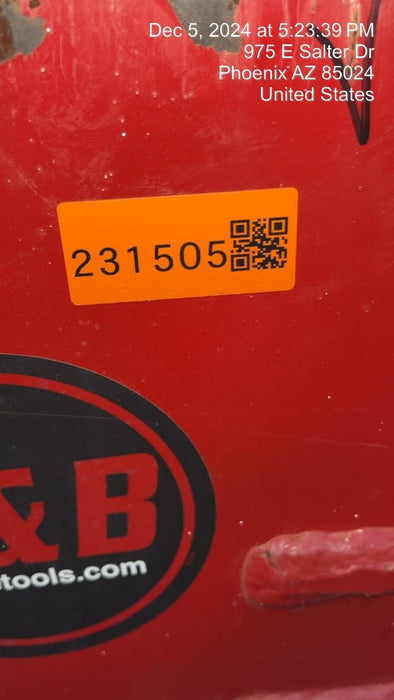 Dec 5, 2024 at 5:23:39 PM
975 E Salter Dr
Phoenix AZ 85024
United States
231505
& B
tools.com